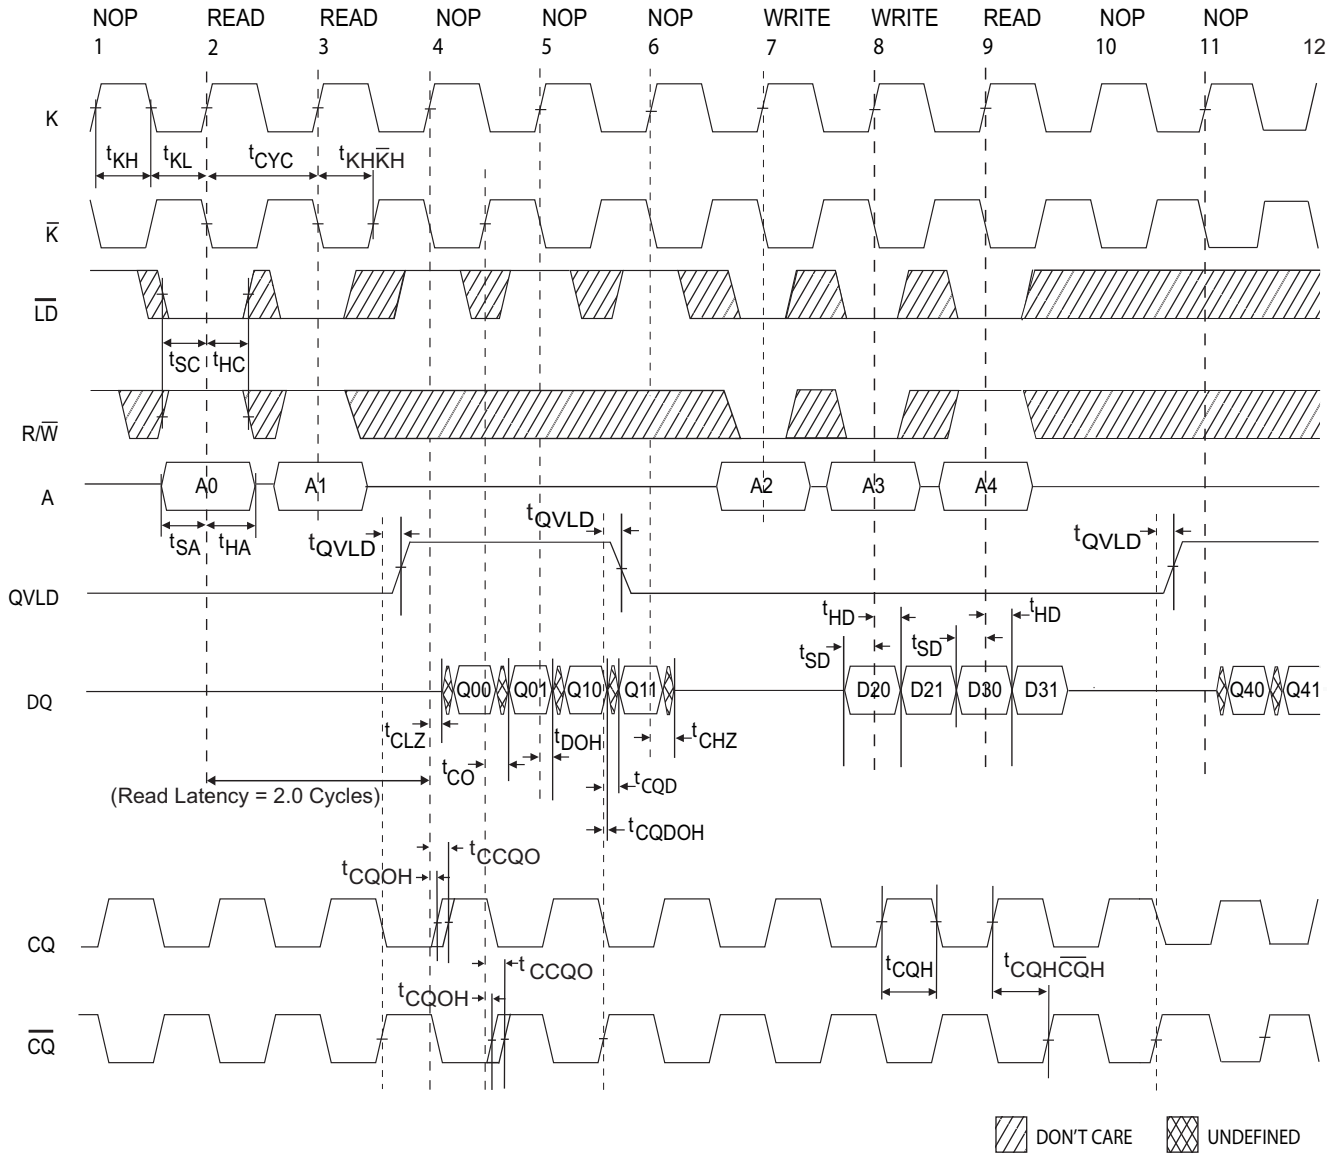 NOP READ READ NOP NOP NOP WRITE WRITE READ NOP NOP
1 2 3 4 5 6 7 8 9 10 11 12
K
tKH tKL tCYC tKHK̅H
K̅
L̅D̅
tSC tHC
R/W̅
A A0 A1 A2 A3 A4
tSA tHA tQVLD tQVLD tQVLD
QVLD
tHD tHD
tSD tSD
DQ Q00 Q01 Q10 Q11 D20 D21 D30 D31 Q40 Q41
tCLZ tDOH tCHZ
tCO tCQD
(Read Latency = 2.0 Cycles)
tCQDOH
tCCQO
tCQOH
CQ
tCCQO tCQH tCQHC̅Q̅H
tCQOH
C̅Q̅
DON'T CARE UNDEFINED